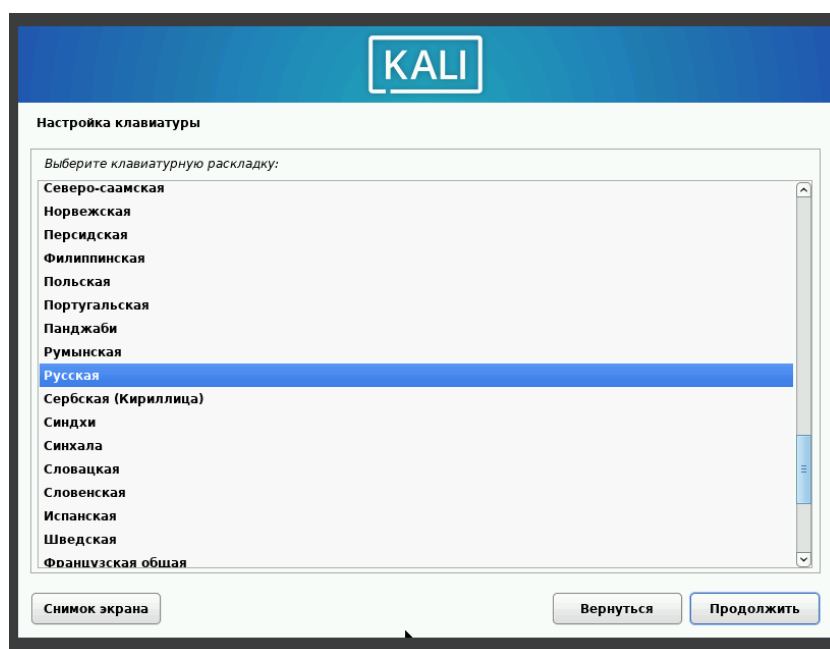 KALI
Настройка клавиатуры
Выберите клавиатурную раскладку:
Северо-саамская
Норвежская
Персидская
Филиппинская
Польская
Португальская
Панджаби
Румынская
Русская
Сербская (Кириллица)
Синдхи
Синхала
Словацкая
Словенская
Испанская
Шведская
Французская общая
Снимок экрана
Вернуться
Продолжить